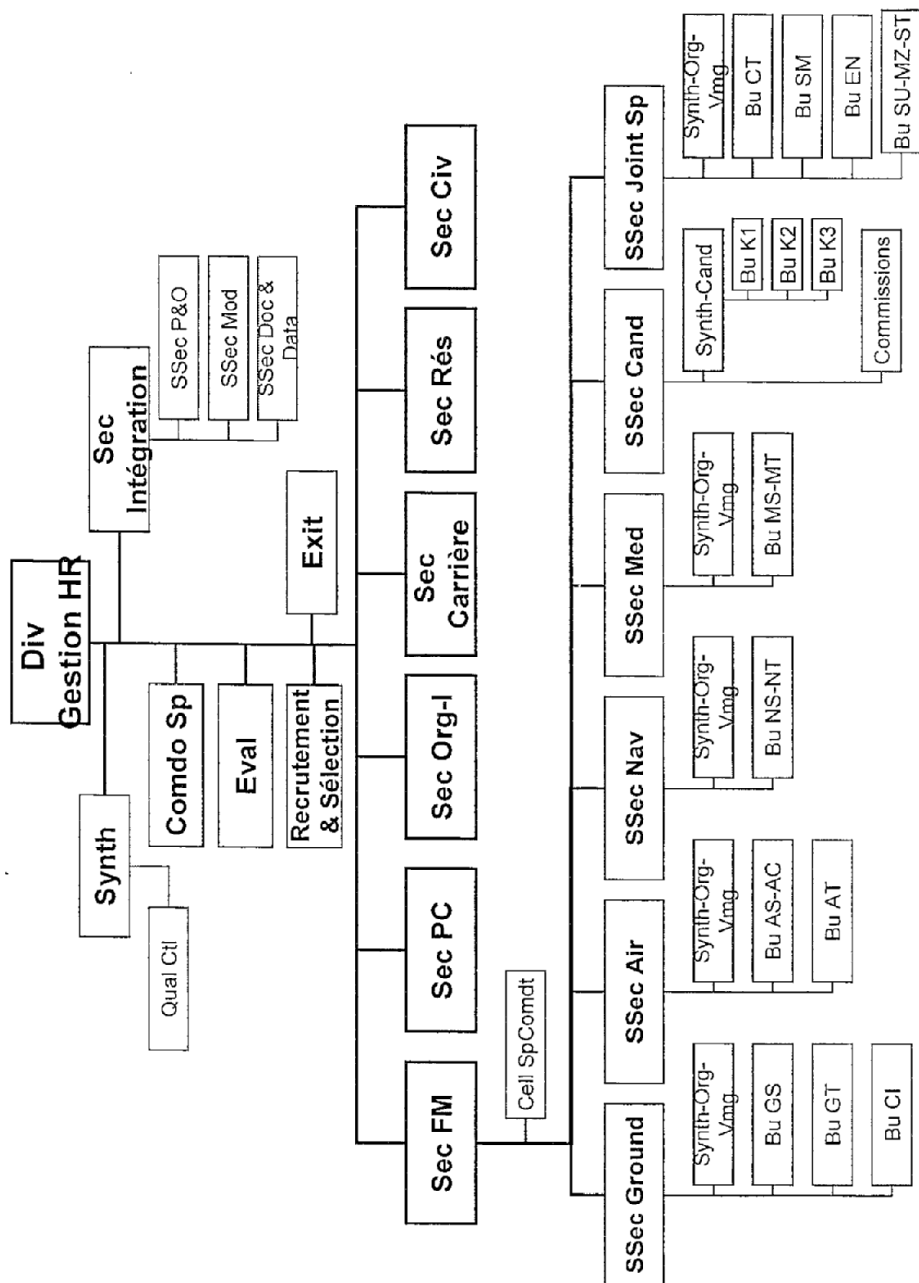 Div
Gestion HR
Synth
Qual Ctl
Sec
Intégration
SSec P&O
SSec Mod
SSec Doc &
Data
Comdo Sp
Eval
Exit
Recrutement
& Sélection
Sec FM
Sec PC
Sec Org-I
Sec
Carrière
Sec Rés
Sec Civ
Cell SpComdt
SSec Ground
Synth-Org-
Vmg
Bu GS
Bu GT
Bu CI
SSec Air
Synth-Org-
Vmg
Bu AS-AC
Bu AT
SSec Nav
Synth-Org-
Vmg
Bu NS-NT
SSec Med
Synth-Org-
Vmg
Bu MS-MT
SSec Cand
Synth-Cand
Bu K1
Bu K2
Bu K3
Commissions
SSec Joint Sp
Synth-Org-
Vmg
Bu CT
Bu SM
Bu EN
Bu SU-MZ-ST